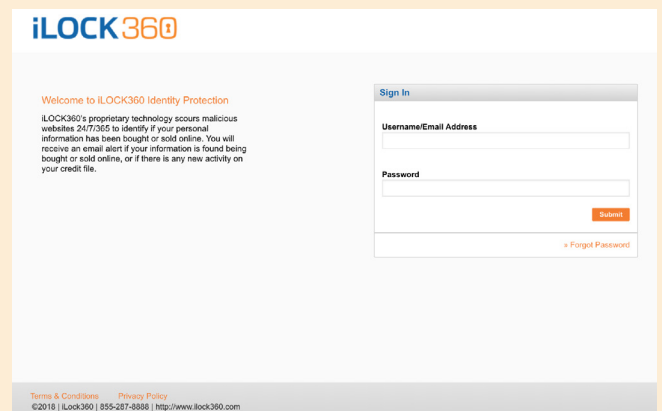 iLOCK360
Welcome to iLOCK360 Identity Protection
iLOCK360's proprietary technology scours malicious
websites 24/7/365 to identify if your personal
information has been bought or sold online. You will
receive an email alert if your information is found being
bought or sold online, or if there is any new activity on
your credit file.
Sign In
Username/Email Address
Password
Submit
» Forgot Password
Terms & Conditions Privacy Policy
©2018 | iLock360 | 855-287-8888 | http://www.ilock360.com